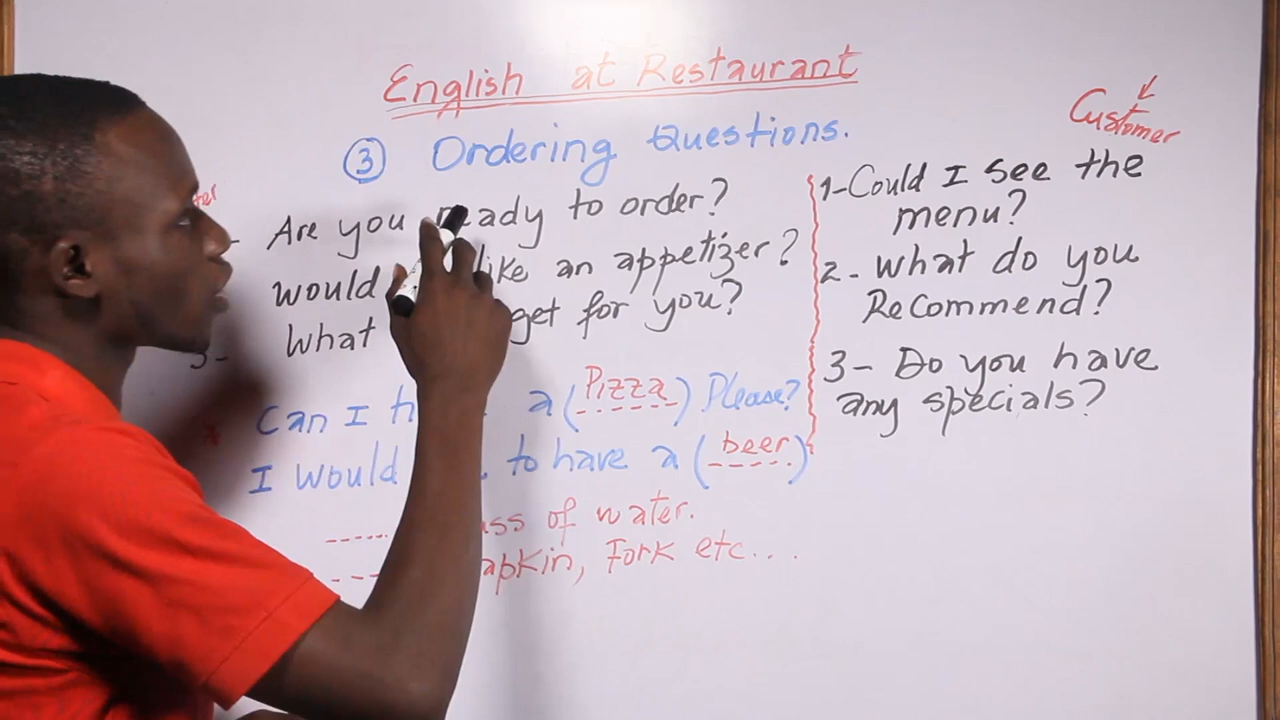 English at Restaurant
③ Ordering Questions.
Are you ready to order?
would like an appetizer?
3- What get for you?
Can I a (Pizza) Please?
I would to have a (beer)
of water.
Fork etc...
Customer
1-Could I see the
menu?
2- What do you
Recommend?
3- Do you have
any specials?